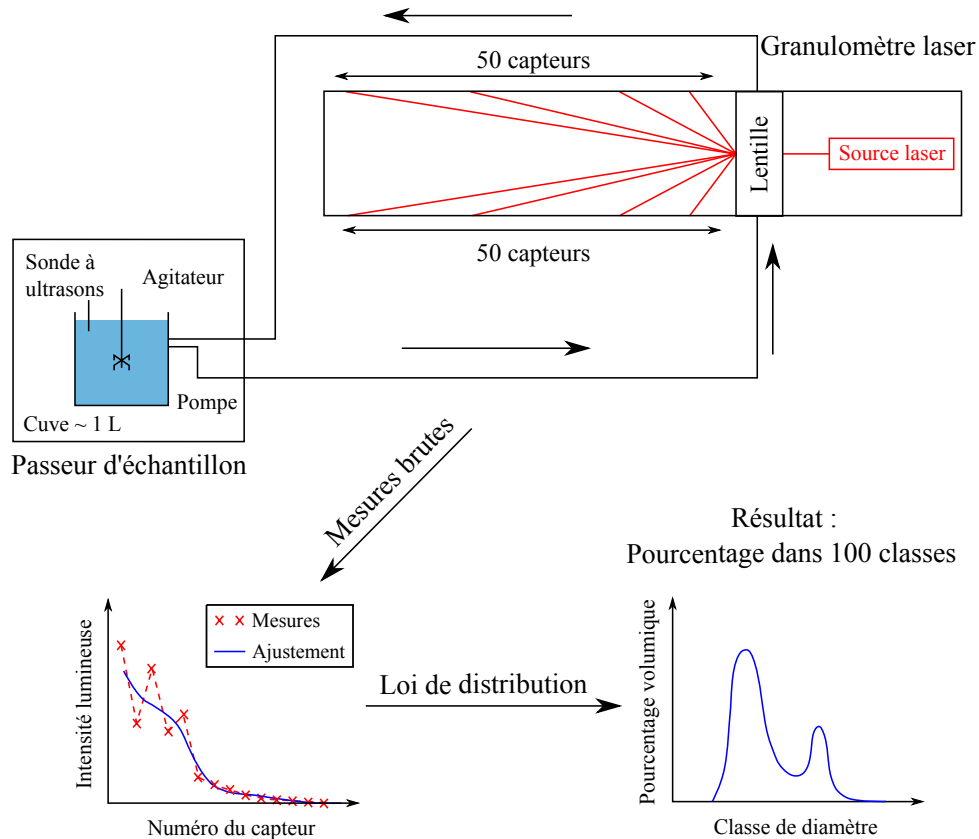 Granulomètre laser
50 capteurs
Lentille
Source laser
50 capteurs
Sonde à
ultrasons
Agitateur
Pompe
Cuve ~ 1 L
Passeur d'échantillon
Mesures brutes
Résultat :
Pourcentage dans 100 classes
Intensité lumineuse
Mesures
Ajustement
Numéro du capteur
Loi de distribution
Pourcentage volumique
Classe de diamètre